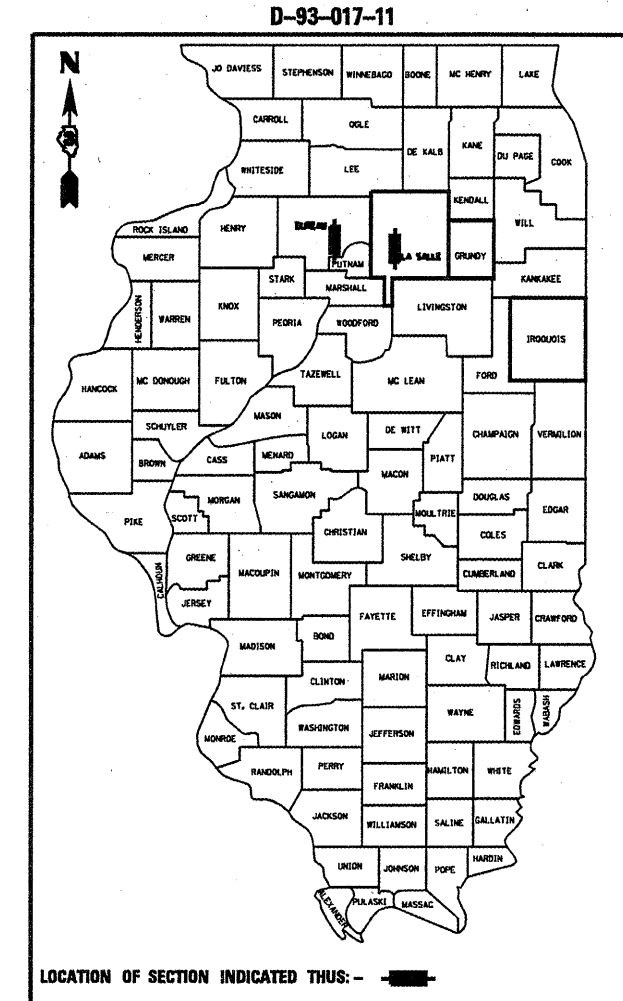 D-93-017-11
N
JO DAVIESS
STEPHENSON
WINNEBAGO
BOONE
MC HENRY
LAKE
CARROLL
OGLE
DE KALB
KANE
DU PAGE
COOK
WHITESIDE
LEE
KENDALL
WILL
ROCK ISLAND
HENRY
BUREAU
PUTNAM
LA SALLE
GRUNDY
MERCER
STARK
MARSHALL
KANKAKEE
HENDERSON
WARREN
KNOX
PEORIA
WOODFORD
LIVINGSTON
IROQUOIS
HANCOCK
MC DONOUGH
FULTON
TAZEWELL
MC LEAN
FORD
SCHUYLER
MASON
LOGAN
DE WITT
CHAMPAIGN
VERMILION
ADAMS
BROWN
CASS
MENARD
MACON
PIATT
PIKE
SCOTT
MORGAN
SANGAMON
CHRISTIAN
MOULTRIE
DOUGLAS
COLES
EDGAR
CALHOUN
GREENE
MACOUPIN
MONTGOMERY
SHELBY
CUMBERLAND
CLARK
JERSEY
FAYETTE
EFFINGHAM
JASPER
CRAWFORD
MADISON
BOND
CLINTON
MARION
CLAY
RICHLAND
LAWRENCE
ST. CLAIR
WASHINGTON
JEFFERSON
WAYNE
EDWARDS
WABASH
MONROE
RANDOLPH
PERRY
FRANKLIN
HAMILTON
WHITE
JACKSON
WILLIAMSON
SALINE
GALLATIN
UNION
JOHNSON
POPE
HARDIN
ALEXANDER
PULASKI
MASSAC
LOCATION OF SECTION INDICATED THUS: -